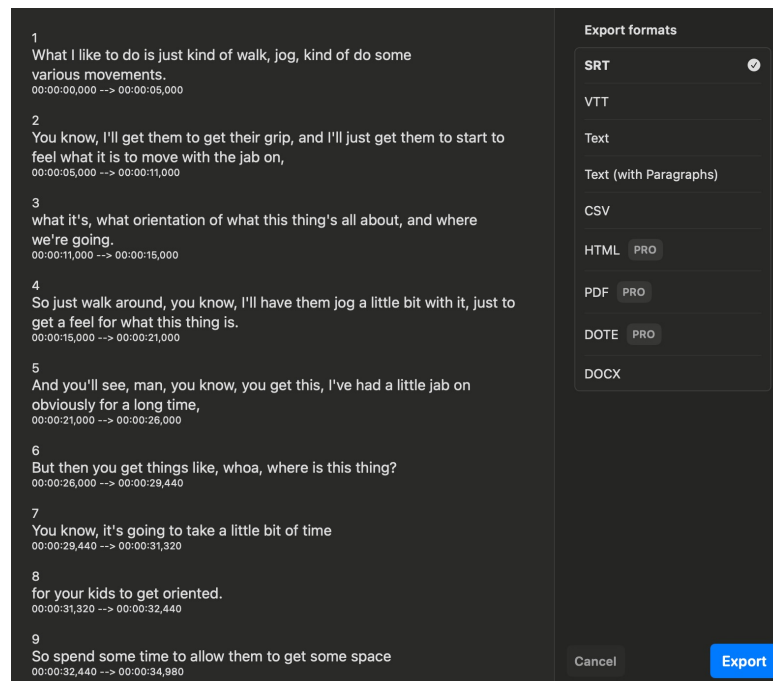 1
What I like to do is just kind of walk, jog, kind of do some
various movements.
00:00:00,000 --> 00:00:05,000
2
You know, I'll get them to get their grip, and I'll just get them to start to
feel what it is to move with the jab on,
00:00:05,000 --> 00:00:11,000
3
what it's, what orientation of what this thing's all about, and where
we're going.
00:00:11,000 --> 00:00:15,000
4
So just walk around, you know, I'll have them jog a little bit with it, just to
get a feel for what this thing is.
00:00:15,000 --> 00:00:21,000
5
And you'll see, man, you know, you get this, I've had a little jab on
obviously for a long time,
00:00:21,000 --> 00:00:26,000
6
But then you get things like, whoa, where is this thing?
00:00:26,000 --> 00:00:29,440
7
You know, it's going to take a little bit of time
00:00:29,440 --> 00:00:31,320
8
for your kids to get oriented.
00:00:31,320 --> 00:00:32,440
9
So spend some time to allow them to get some space
00:00:32,440 --> 00:00:34,980
Export formats
SRT
VTT
Text
Text (with Paragraphs)
CSV
HTML PRO
PDF PRO
DOTE PRO
DOCX
Cancel Export